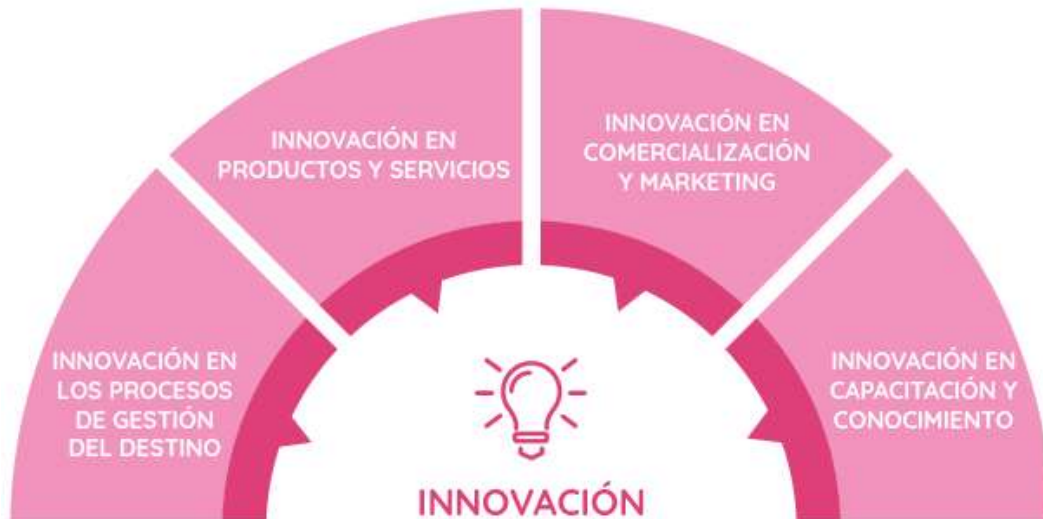 INNOVACIÓN EN
LOS PROCESOS
DE GESTIÓN
DEL DESTINO
INNOVACIÓN EN
PRODUCTOS Y SERVICIOS
INNOVACIÓN EN
COMERCIALIZACIÓN
Y MARKETING
INNOVACIÓN EN
CAPACITACIÓN Y
CONOCIMIENTO
INNOVACIÓN